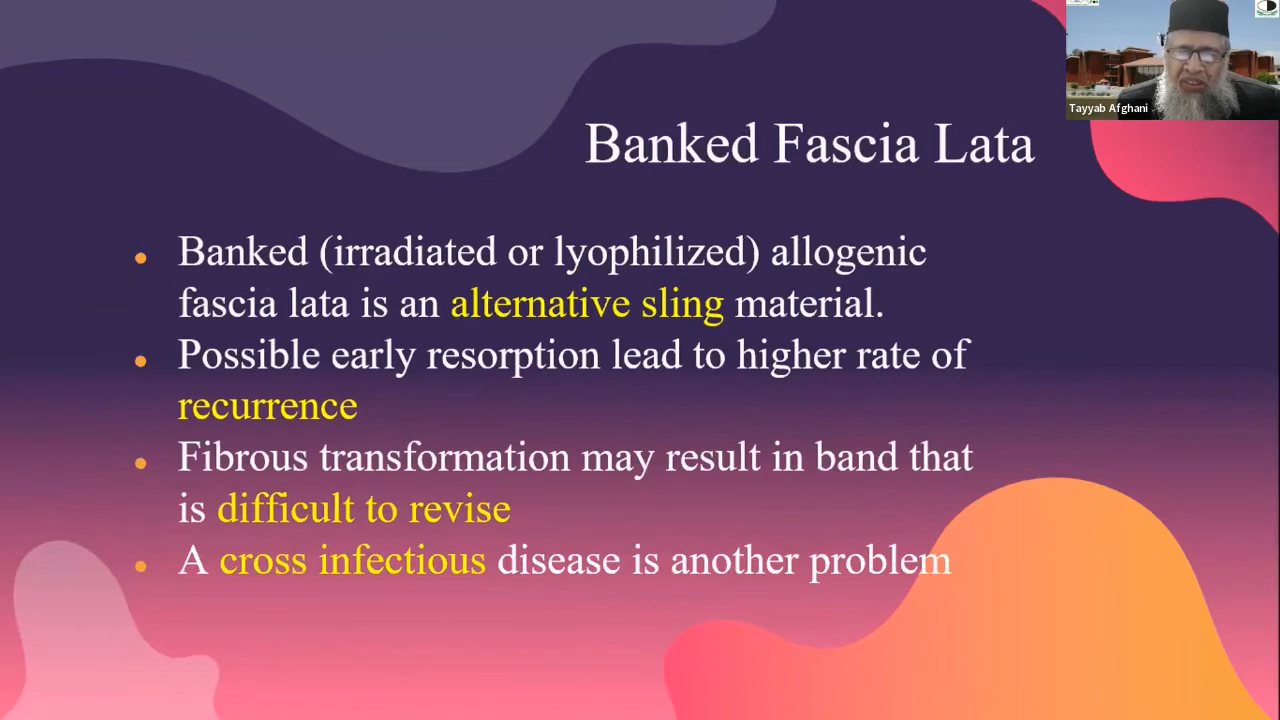 Tayyab Afghani
Banked Fascia Lata
Banked (irradiated or lyophilized) allogenic
fascia lata is an alternative sling material.
Possible early resorption lead to higher rate of
recurrence
Fibrous transformation may result in band that
is difficult to revise
A cross infectious disease is another problem